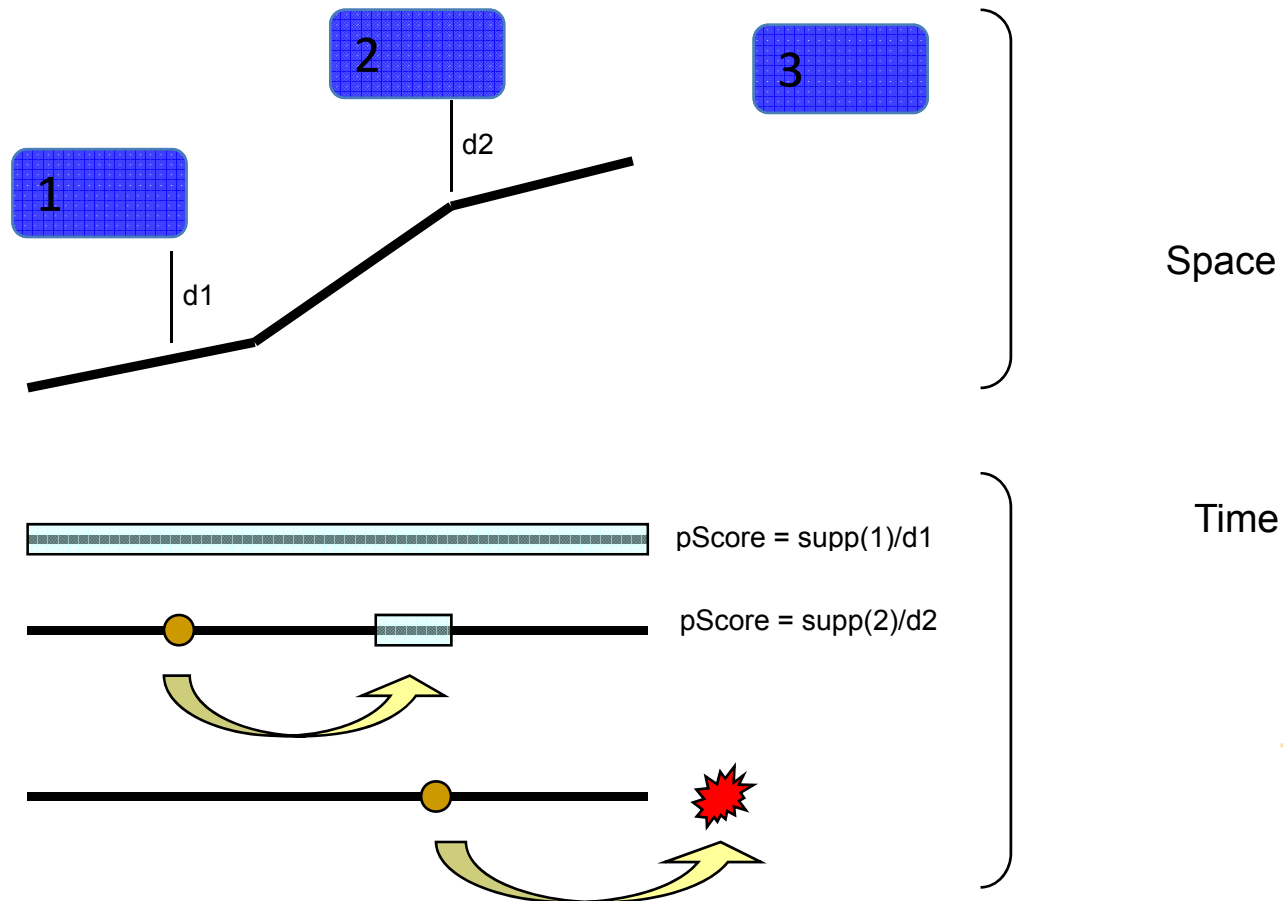 2
3
d2
1
Space
d1
Time
pScore = supp(1)/d1
pScore = supp(2)/d2